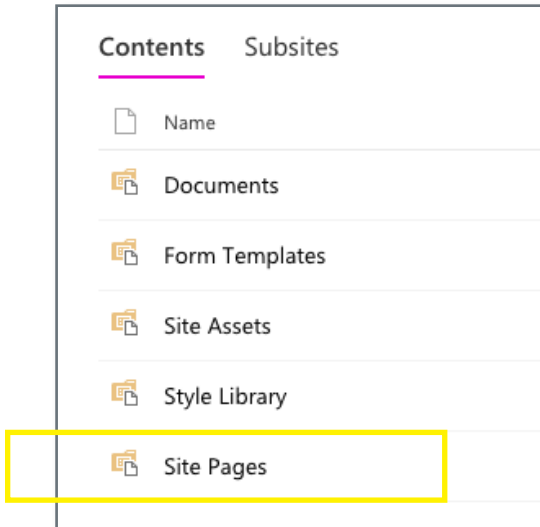 Contents Subsites
Name
Documents
Form Templates
Site Assets
Style Library
Site Pages